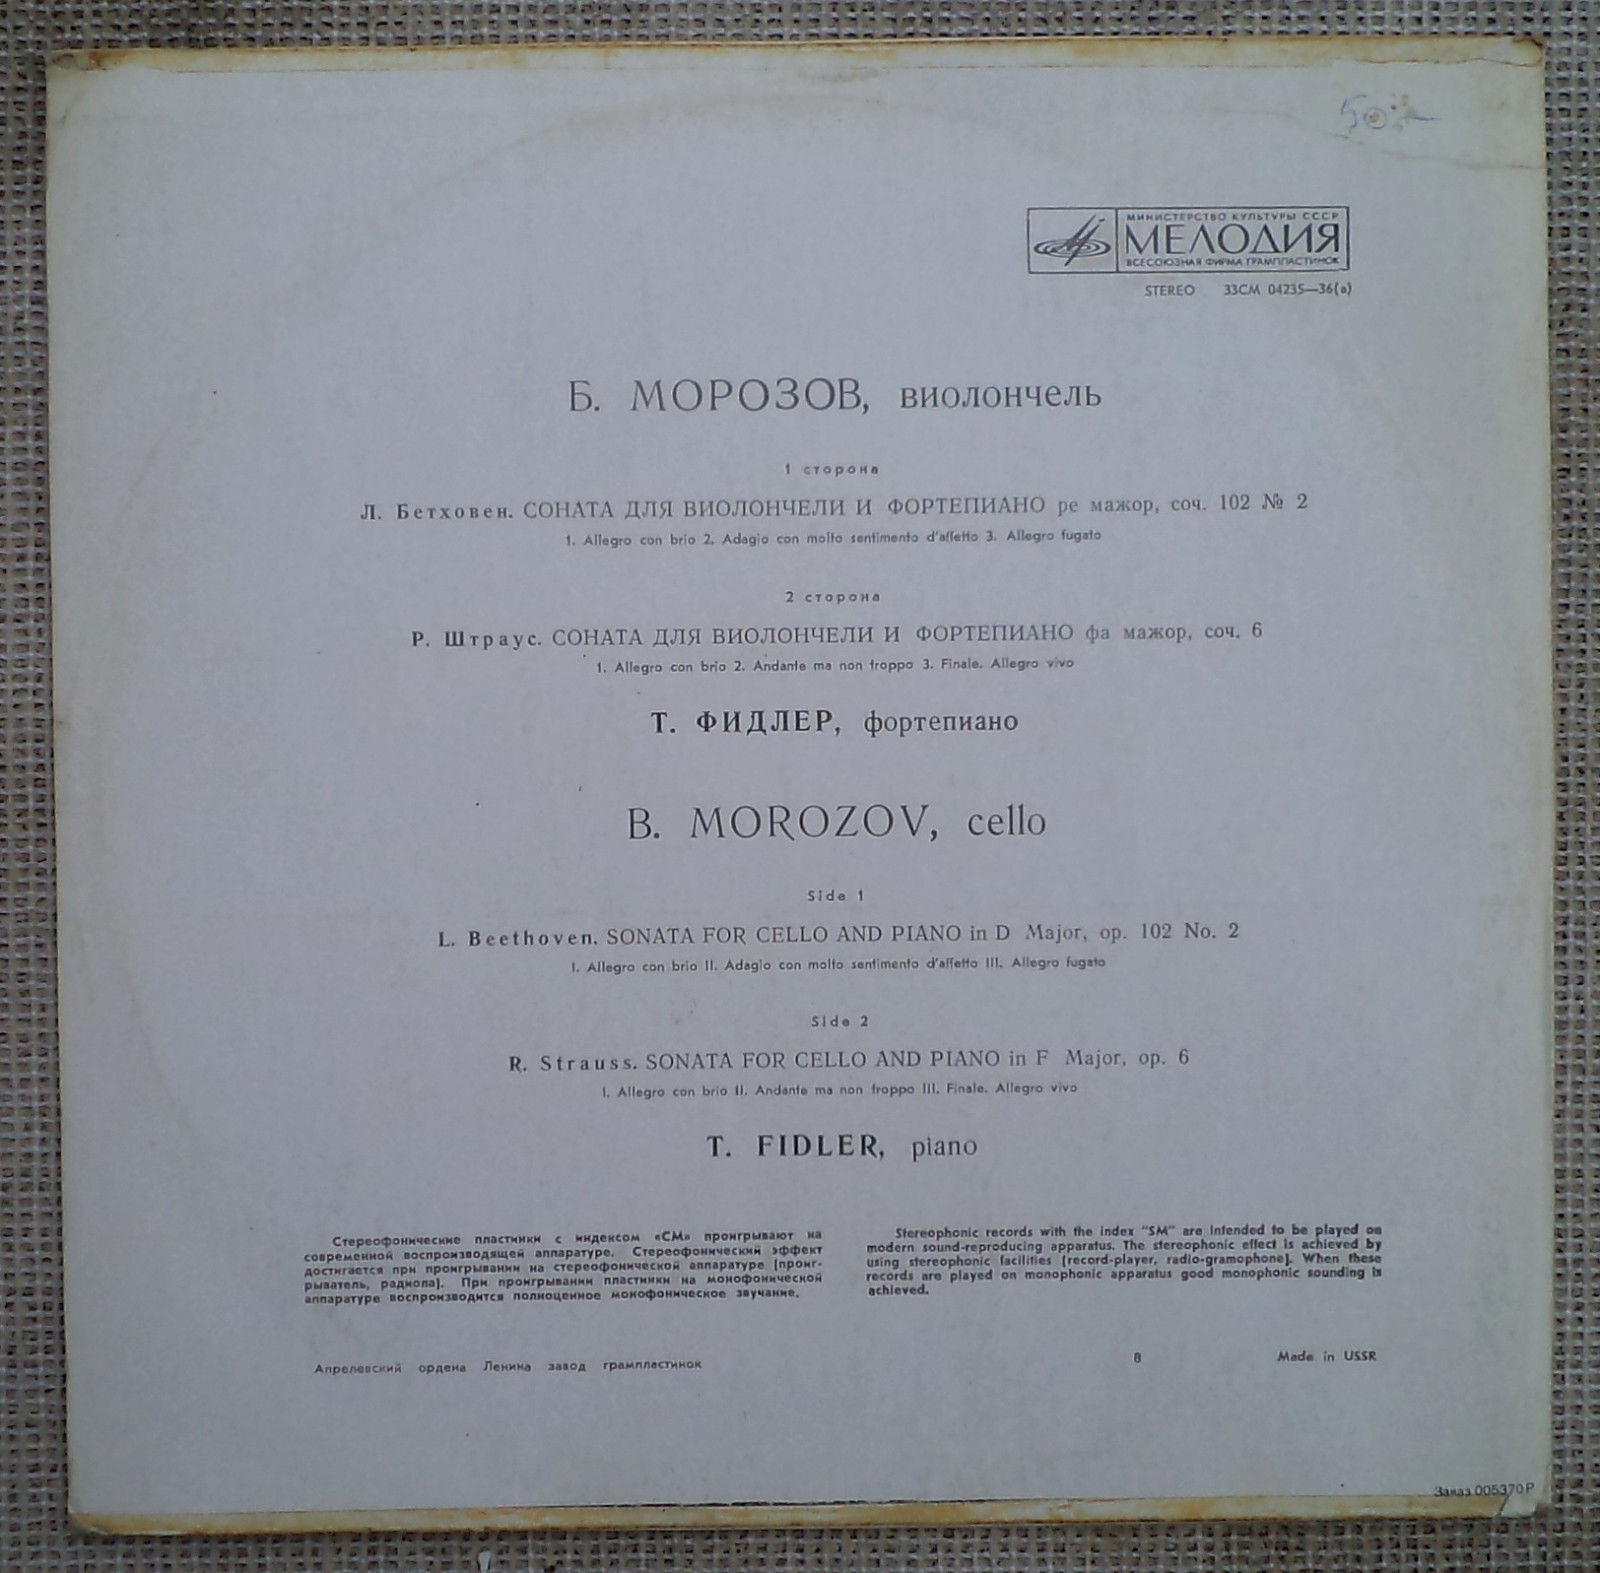 МИНИСТЕРСТВО КУЛЬТУРЫ СССР
МЕЛОДИЯ
ВСЕСОЮЗНАЯ ФИРМА ГРАМПЛАСТИНОК
STEREO 33СМ 04235—36(а)
Б. МОРОЗОВ, виолончель
1 сторона
Л. Бетховен. СОНАТА ДЛЯ ВИОЛОНЧЕЛИ И ФОРТЕПИАНО ре мажор, соч. 102 № 2
1. Allegro con brio 2. Adagio con molto sentimento d'affetto 3. Allegro fugato
2 сторона
Р. Штраус. СОНАТА ДЛЯ ВИОЛОНЧЕЛИ И ФОРТЕПИАНО фа мажор, соч. 6
1. Allegro con brio 2. Andante ma non troppo 3. Finale. Allegro vivo
Т. ФИДЛЕР, фортепиано
B. MOROZOV, cello
Side 1
L. Beethoven. SONATA FOR CELLO AND PIANO in D Major, op. 102 No. 2
I. Allegro con brio II. Adagio con molto sentimento d'affetto III. Allegro fugato
Side 2
R. Strauss. SONATA FOR CELLO AND PIANO in F Major, op. 6
I. Allegro con brio II. Andante ma non troppo III. Finale. Allegro vivo
T. FIDLER, piano
Стереофонические пластинки с индексом «СМ» проигрывают на
современной воспроизводящей аппаратуре. Стереофонический эффект
достигается при проигрывании на стереофонической аппаратуре [проиг-
рыватель, радиола]. При проигрывании пластинки на монофонической
аппаратуре воспроизводится полноценное монофоническое звучание.
Stereophonic records with the index "SM" are intended to be played on
modern sound-reproducing apparatus. The stereophonic effect is achieved by
using stereophonic facilities [record-player, radio-gramophone]. When these
records are played on monophonic apparatus good monophonic sounding is
achieved.
Апрелевский ордена Ленина завод грампластинок
8
Made in USSR
Заказ 005370Р